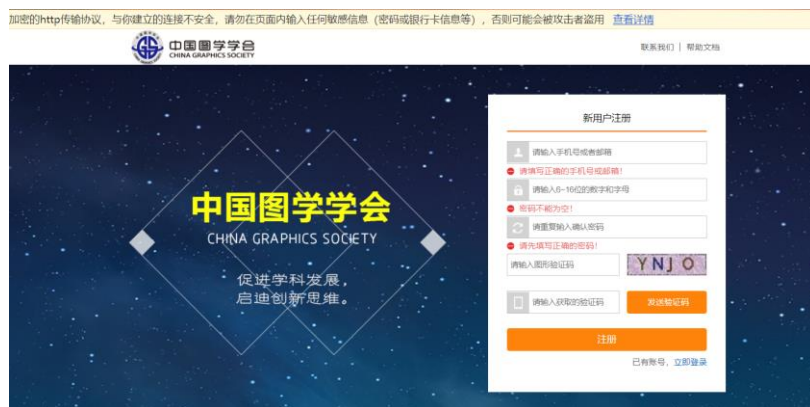 加密的http传输协议，与你建立的连接不安全，请勿在页面内输入任何敏感信息（密码或银行卡信息等），否则可能会被攻击者盗用 查看详情
中国圖学学会
CHINA GRAPHICS SOCIETY
联系我们 | 帮助文档
中国图学学会
CHINA GRAPHICS SOCIETY
促进学科发展，
启迪创新思维。
新用户注册
请输入手机号或者邮箱
请填写正确的手机号或邮箱！
请输入6-16位的数字和字母
密码不能为空！
请重复输入确认密码
请先填写正确的密码！
请输入图形验证码
YNJO
请输入获取的验证码
发送验证码
注册
已有账号，立即登录